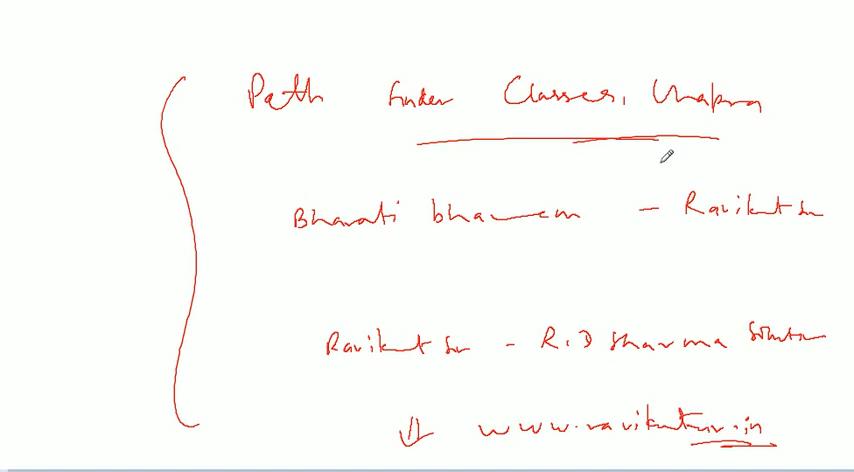 Path finder Classes, Chapra
Bharati bhawan - Ravikant Sir
Ravikant Sir - R.D Sharma Solution
www.ravikantsir.in